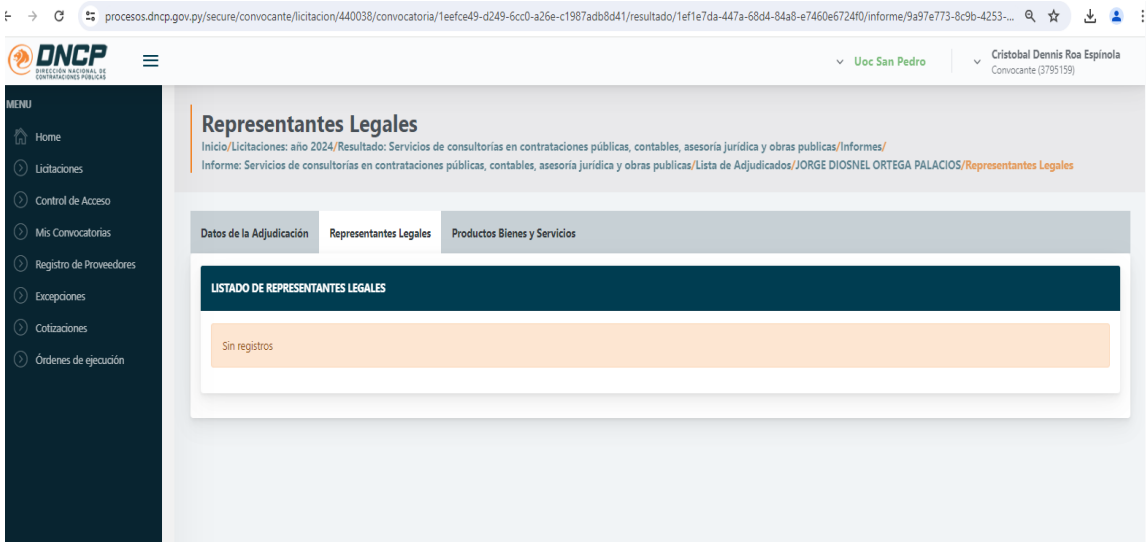 procesos.dncp.gov.py/secure/convocante/licitacion/440038/convocatoria/1eefce49-d249-6cc0-a26e-c1987adb8d41/resultado/1ef1e7da-447a-68d4-84a8-e7460e6724f0/informe/9a97e773-8c9b-4253-...
DNCP
DIRECCIÓN NACIONAL DE
CONTRATACIONES PÚBLICAS
Uoc San Pedro
Cristobal Dennis Roa Espínola
Convocante (3795159)
MENU
Home
Licitaciones
Control de Acceso
Mis Convocatorias
Registro de Proveedores
Excepciones
Cotizaciones
Órdenes de ejecución
Representantes Legales
Inicio/Licitaciones: año 2024/Resultado: Servicios de consultorías en contrataciones públicas, contables, asesoría jurídica y obras publicas/Informes/
Informe: Servicios de consultorías en contrataciones públicas, contables, asesoría jurídica y obras publicas/Lista de Adjudicados/JORGE DIOSNEL ORTEGA PALACIOS/Representantes Legales
Datos de la Adjudicación
Representantes Legales
Productos Bienes y Servicios
LISTADO DE REPRESENTANTES LEGALES
Sin registros